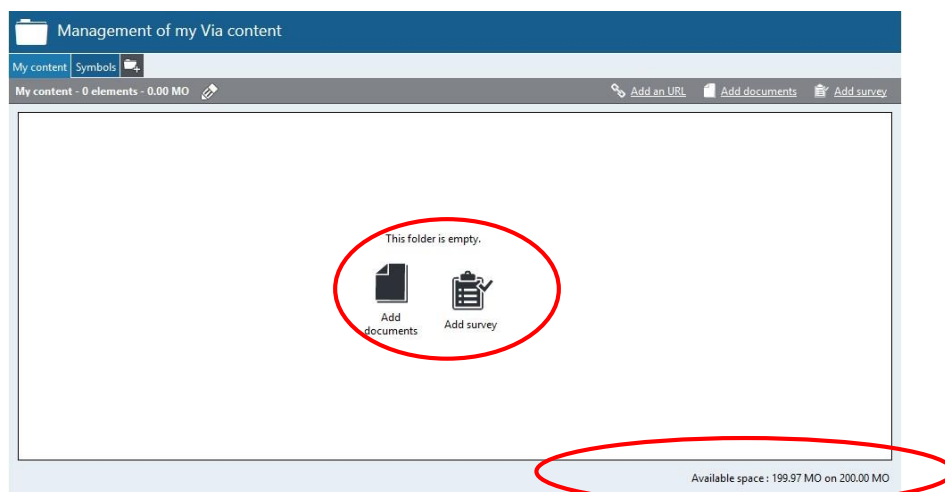 Management of my Via content
My content Symbols
My content - 0 elements - 0.00 MO Add an URL Add documents Add survey
This folder is empty.
Add
documents
Add survey
Available space : 199.97 MO on 200.00 MO